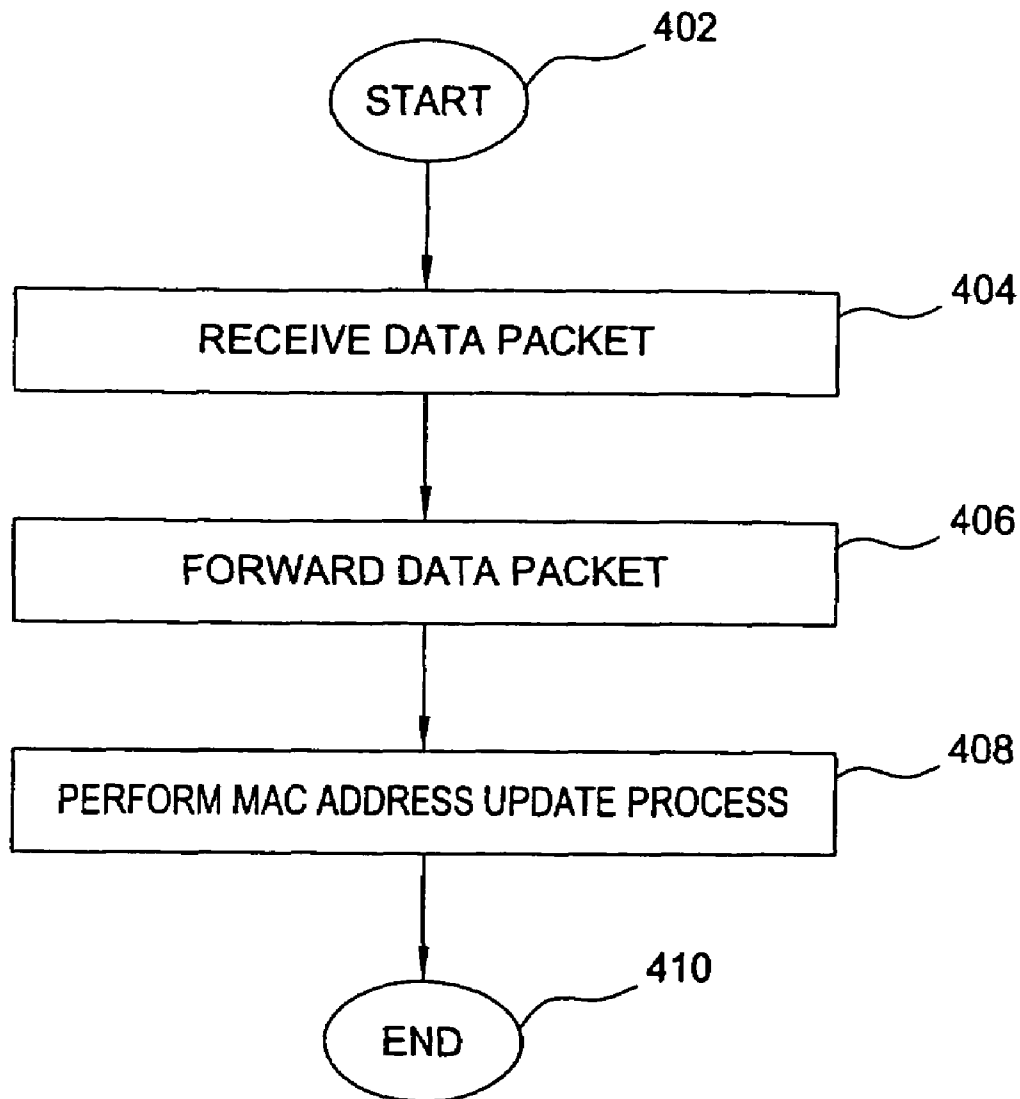 402
START
404
RECEIVE DATA PACKET
406
FORWARD DATA PACKET
408
PERFORM MAC ADDRESS UPDATE PROCESS
410
END